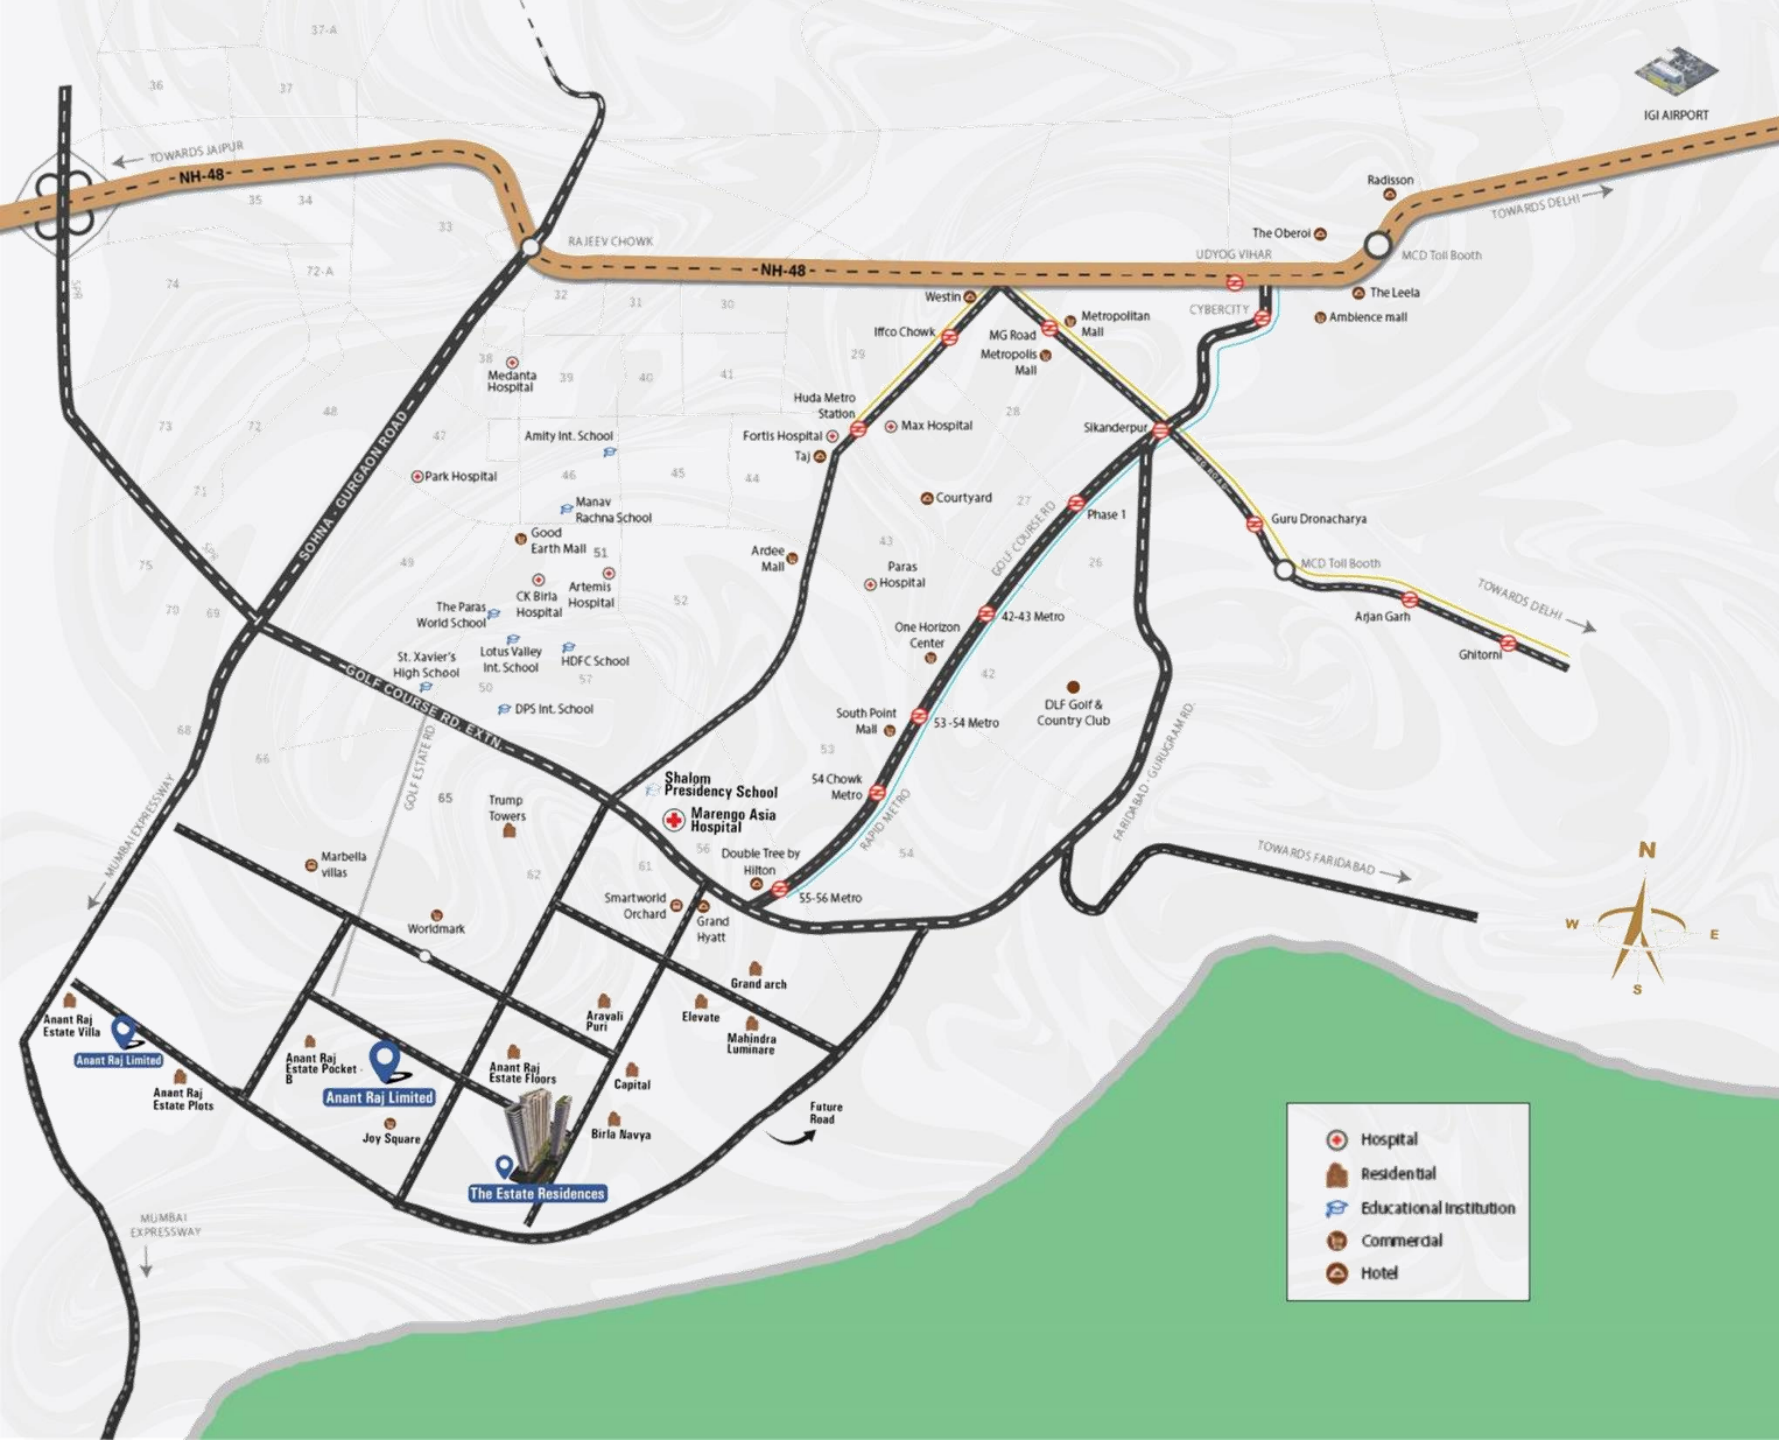 37-A
36
37
IGI AIRPORT
TOWARDS JAIPUR
NH-48
35
34
33
RAJEEV CHOWK
Radisson
TOWARDS DELHI
The Oberoi
UDYOG VIHAR
MCD Toll Booth
72-A
74
SPR
NH-48
32
31
30
Westin
CYBERCITY
The Leela
Ambience mall
Iffco Chowk
MG Road
Metropolitan
Mall
Metropolis
Mall
29
38
Medanta
Hospital
39
40
41
48
73
72
47
Huda Metro
Station
28
Fortis Hospital
Max Hospital
Sikanderpur
Taj
Amity Int. School
Park Hospital
46
45
44
MG ROAD
71
SOHNA - GURGAON ROAD
Manav
Rachna School
Courtyard
27
Phase 1
Guru Dronacharya
Good
Earth Mall
51
SPR
75
49
Ardee
Mall
43
GOLF COURSE RD
26
MCD Toll Booth
Paras
Hospital
CK Birla
Hospital
Artemis
Hospital
52
70
69
The Paras
World School
42-43 Metro
Arjan Garh
TOWARDS DELHI
One Horizon
Center
Ghitorni
St. Xavier's
High School
Lotus Valley
Int. School
HDFC School
50
57
42
DPS Int. School
GOLF COURSE RD. EXTN.
DLF Golf &
Country Club
South Point
Mall
53-54 Metro
68
66
GOLF ESTATE RD
53
FARIDABAD - GURUGRAM RD.
54 Chowk
Metro
Shalom
Presidency School
65
Trump
Towers
Marengo Asia
Hospital
RAPID METRO
MUMBAI EXPRESSWAY
56
54
Double Tree by
Hilton
Marbella
villas
62
61
TOWARDS FARIDABAD
55-56 Metro
Smartworld
Orchard
Grand
Hyatt
Worldmark
N
W
E
S
Grand arch
Anant Raj
Estate Villa
Aravali
Puri
Elevate
Mahindra
Luminare
Anant Raj Limited
Anant Raj
Estate Pocket -
B
Anant Raj
Estate Floors
Capital
Anant Raj
Estate Plots
Anant Raj Limited
Joy Square
Birla Navya
Future
Road
The Estate Residences
MUMBAI
EXPRESSWAY
Hospital
Residential
Educational Institution
Commercial
Hotel